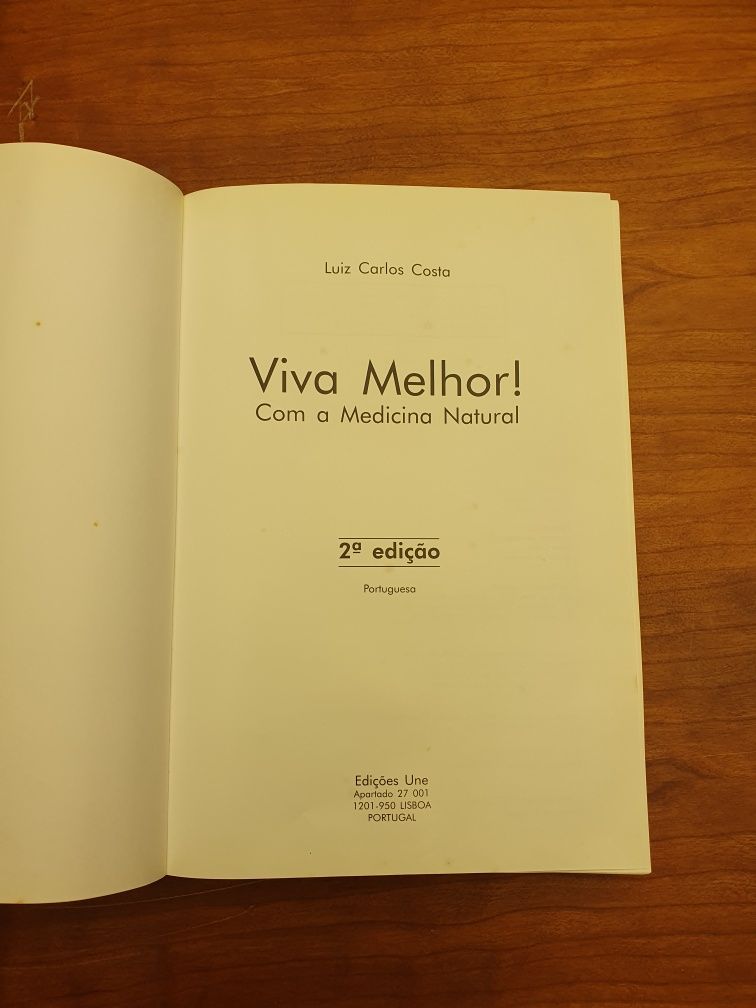 Luiz Carlos Costa
Viva Melhor!
Com a Medicina Natural
2ª edição
Portuguesa
Edições Une
Apartado 27 001
1201-950 LISBOA
PORTUGAL